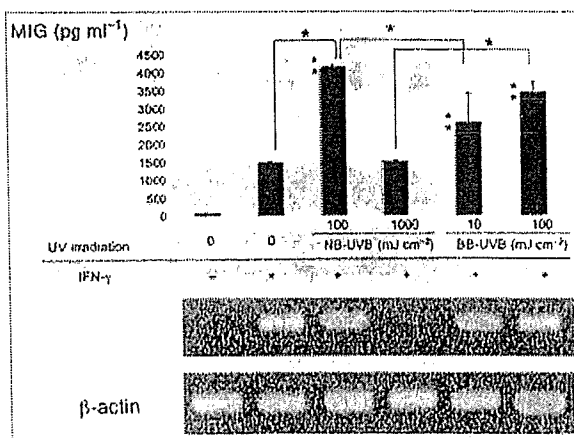 MIG (pg ml⁻¹)
4500
4000
3500
3000
2500
2000
1500
1000
500
0
* * *
* * * * * *
100 1000 10 100
UV irradiation 0 0 NB-UVB (mJ cm⁻²) BB-UVB (mJ cm⁻²)
IFN-γ − + + + + +
β-actin